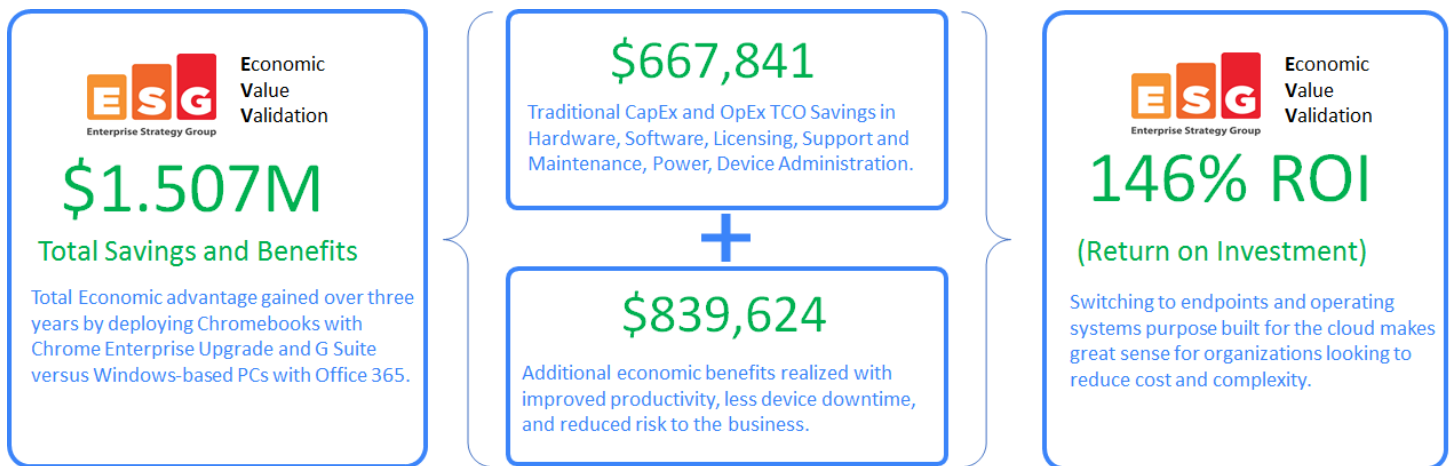 ESG
Enterprise Strategy Group
Economic
Value
Validation
$1.507M
Total Savings and Benefits
Total Economic advantage gained over three
years by deploying Chromebooks with
Chrome Enterprise Upgrade and G Suite
versus Windows-based PCs with Office 365.
$667,841
Traditional CapEx and OpEx TCO Savings in
Hardware, Software, Licensing, Support and
Maintenance, Power, Device Administration.
+
$839,624
Additional economic benefits realized with
improved productivity, less device downtime,
and reduced risk to the business.
ESG
Enterprise Strategy Group
Economic
Value
Validation
146% ROI
(Return on Investment)
Switching to endpoints and operating
systems purpose built for the cloud makes
great sense for organizations looking to
reduce cost and complexity.